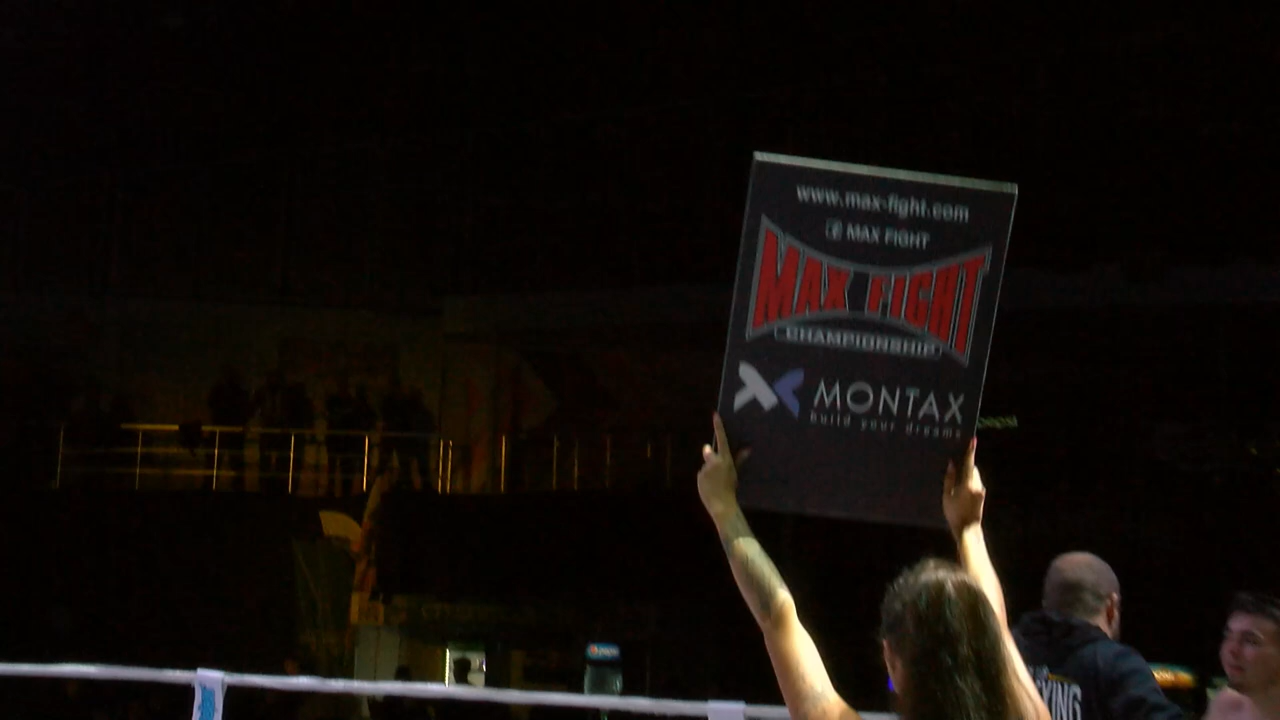 www.max-fight.com
MAX FIGHT
MAX FIGHT
CHAMPIONSHIP
MONTAX
build your dreams